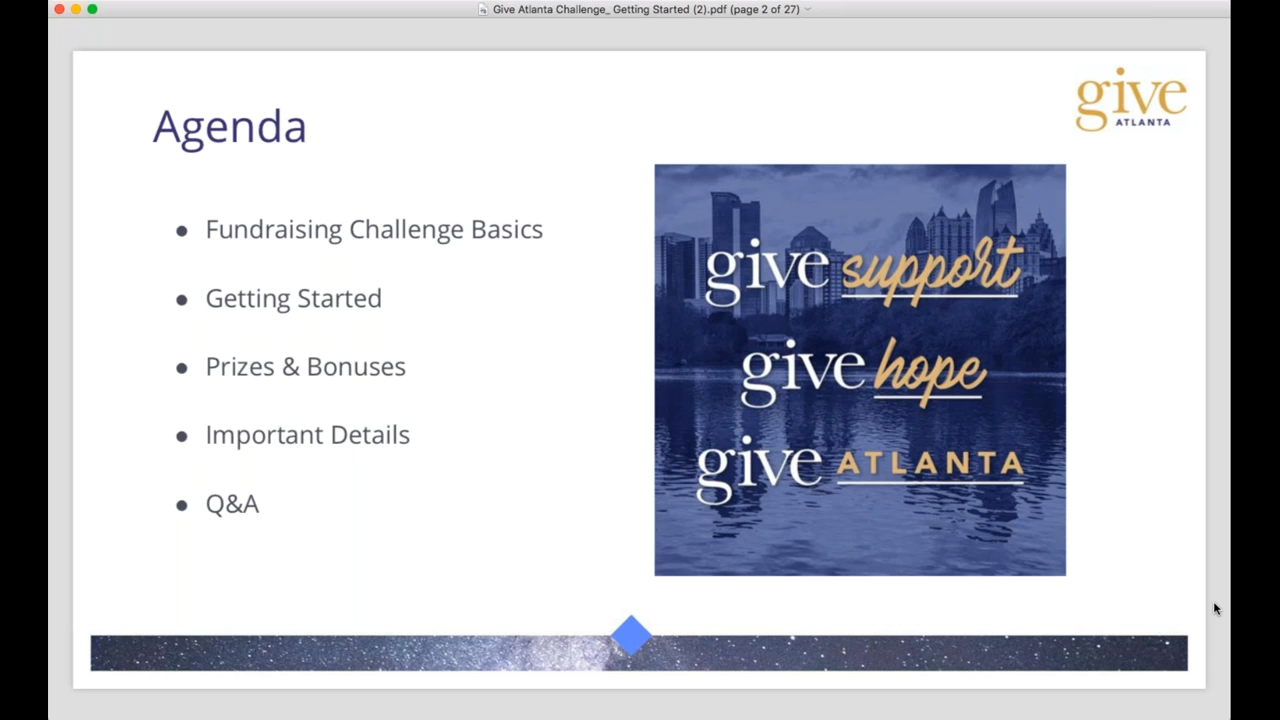 Give Atlanta Challenge_ Getting Started (2).pdf (page 2 of 27)
give
ATLANTA
Agenda
● Fundraising Challenge Basics
● Getting Started
● Prizes & Bonuses
● Important Details
● Q&A
give support
give hope
give ATLANTA